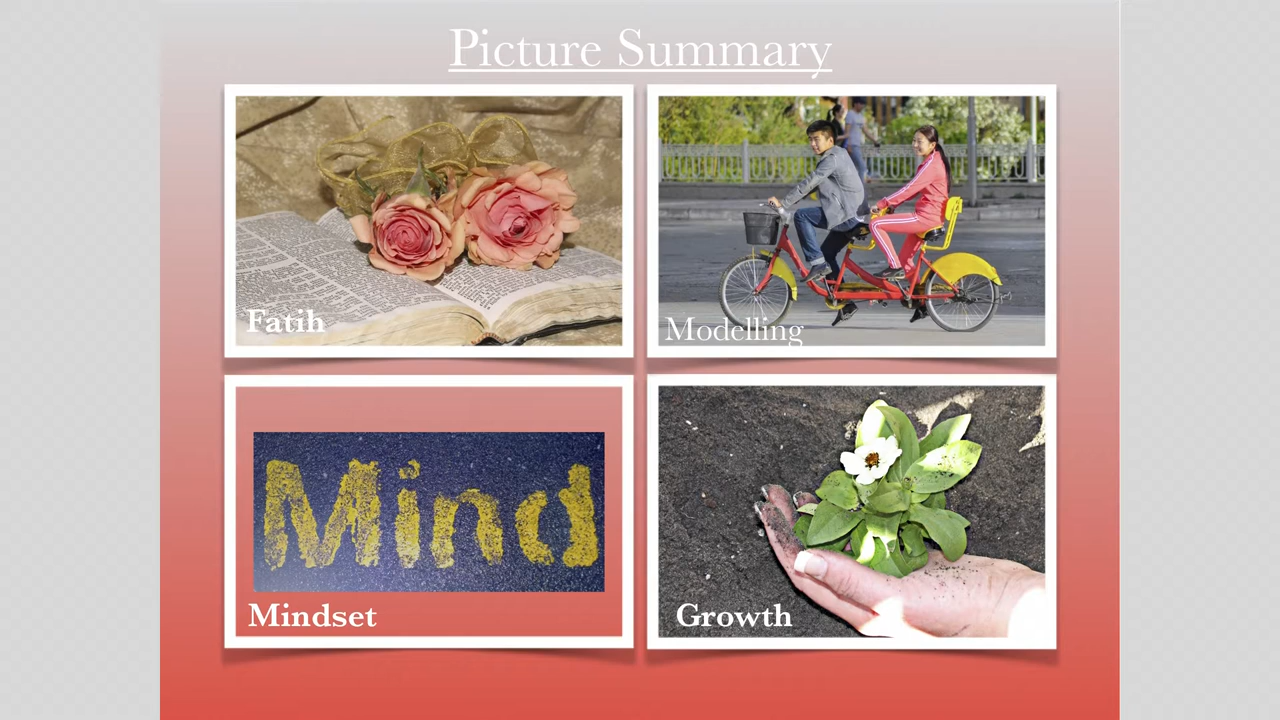 Picture Summary
Fatih
Modelling
Mind
Mindset
Growth